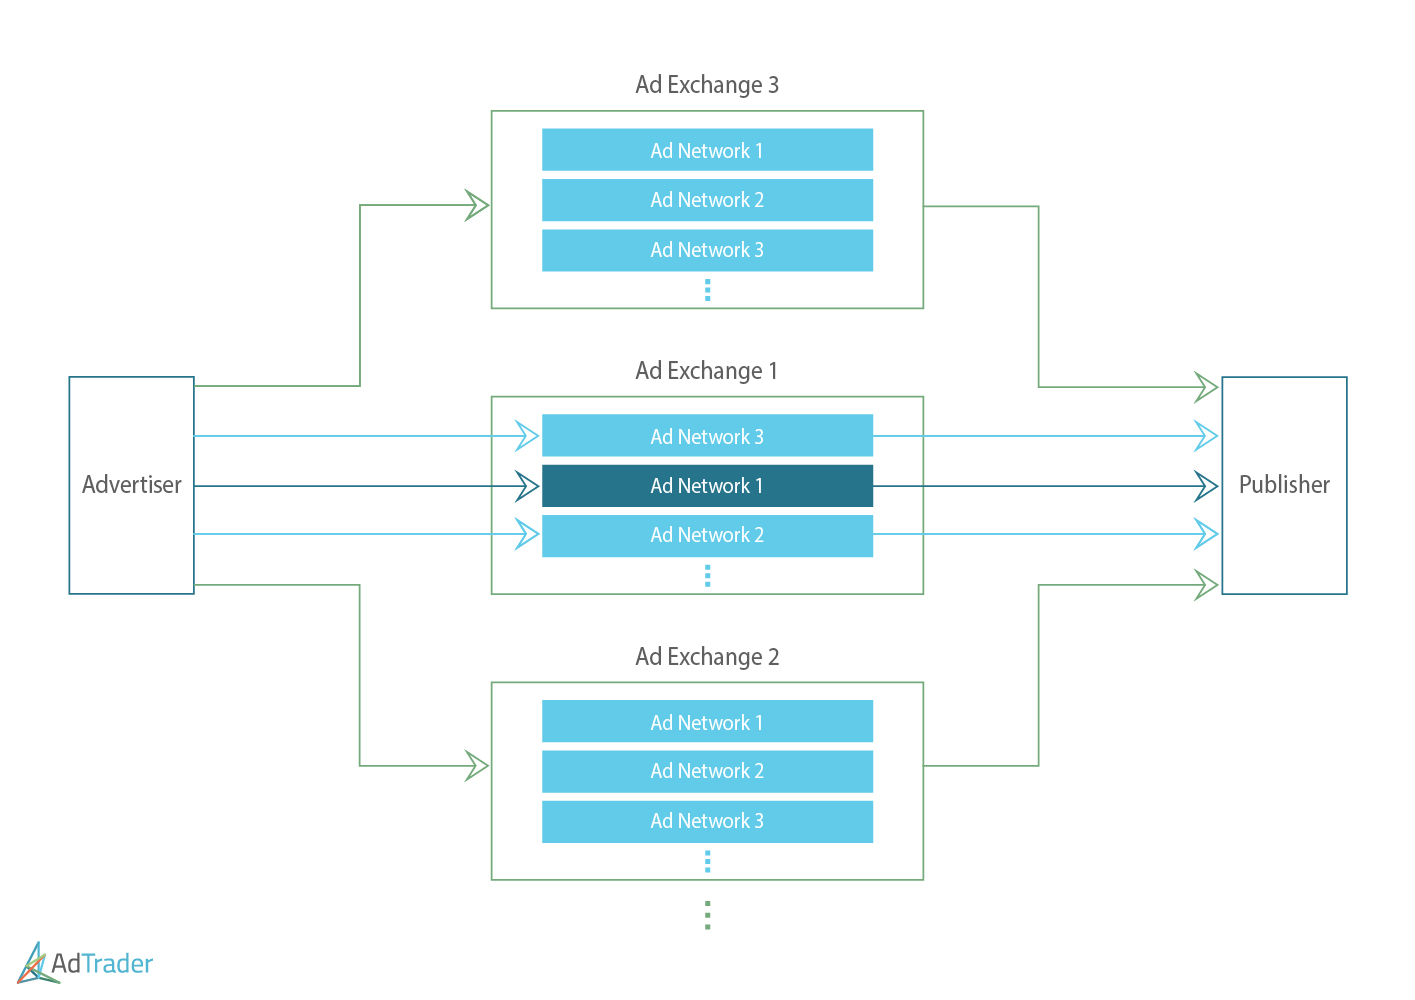 Ad Exchange 3
Ad Network 1
Ad Network 2
Ad Network 3
Ad Exchange 1
Ad Network 3
Advertiser
Ad Network 1
Publisher
Ad Network 2
Ad Exchange 2
Ad Network 1
Ad Network 2
Ad Network 3
AdTrader